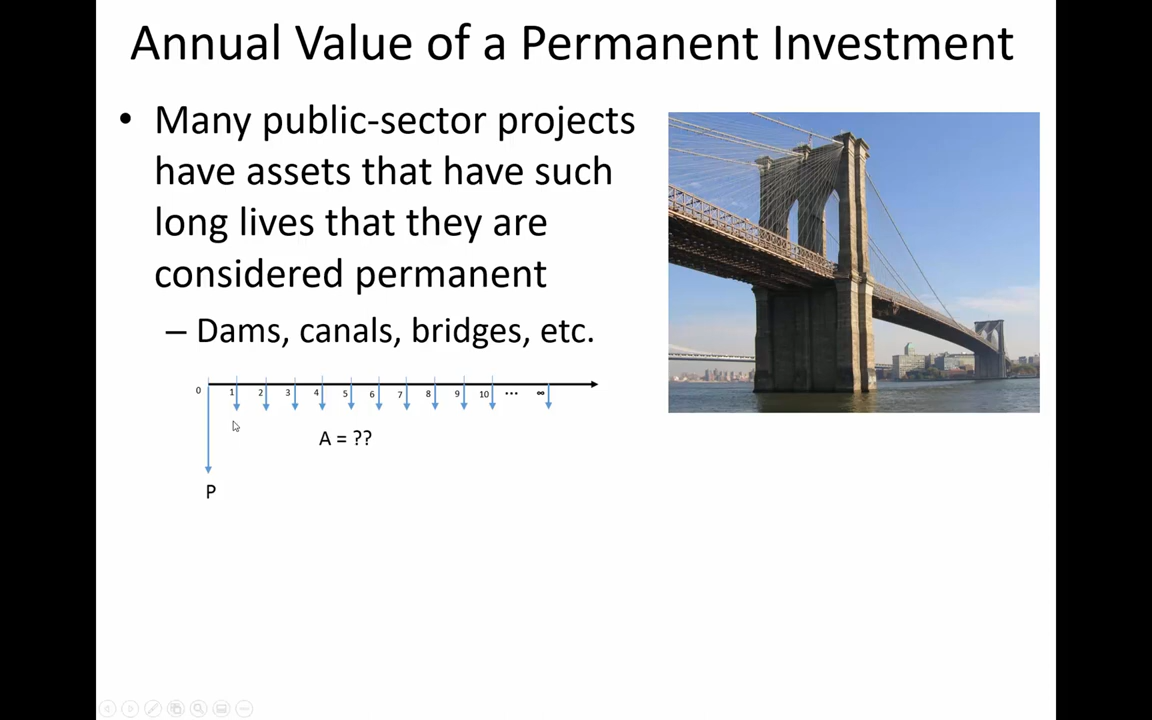 Annual Value of a Permanent Investment
• Many public-sector projects
have assets that have such
long lives that they are
considered permanent
– Dams, canals, bridges, etc.
0 1 2 3 4 5 6 7 8 9 10 ... ∞
A = ??
P